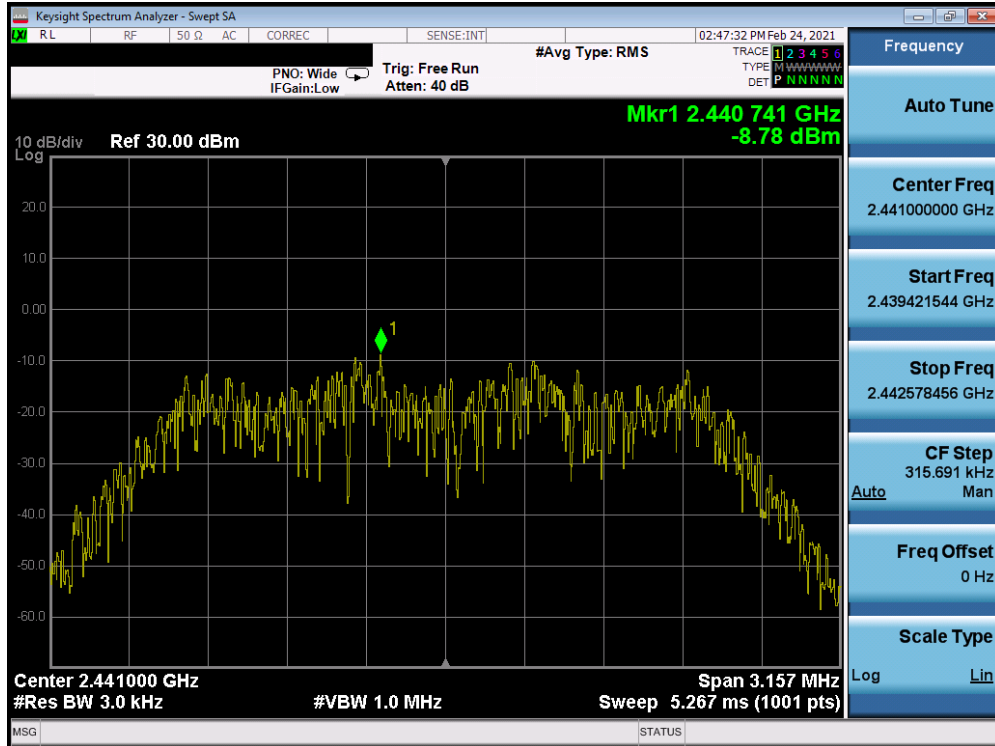 Keysight Spectrum Analyzer - Swept SA
LXI RL RF 50 Ω AC CORREC SENSE:INT 02:47:32 PM Feb 24, 2021
#Avg Type: RMS
TRACE 1 2 3 4 5 6
TYPE M WWWWW
DET P N N N N N
PNO: Wide
IFGain:Low
Trig: Free Run
Atten: 40 dB
Mkr1 2.440 741 GHz
-8.78 dBm
10 dB/div
Log
Ref 30.00 dBm
20.0
10.0
0.00
-10.0
-20.0
-30.0
-40.0
-50.0
-60.0
1
Center 2.441000 GHz
Span 3.157 MHz
#Res BW 3.0 kHz
#VBW 1.0 MHz
Sweep 5.267 ms (1001 pts)
MSG
STATUS
Frequency
Auto Tune
Center Freq
2.441000000 GHz
Start Freq
2.439421544 GHz
Stop Freq
2.442578456 GHz
CF Step
315.691 kHz
Auto Man
Freq Offset
0 Hz
Scale Type
Log Lin